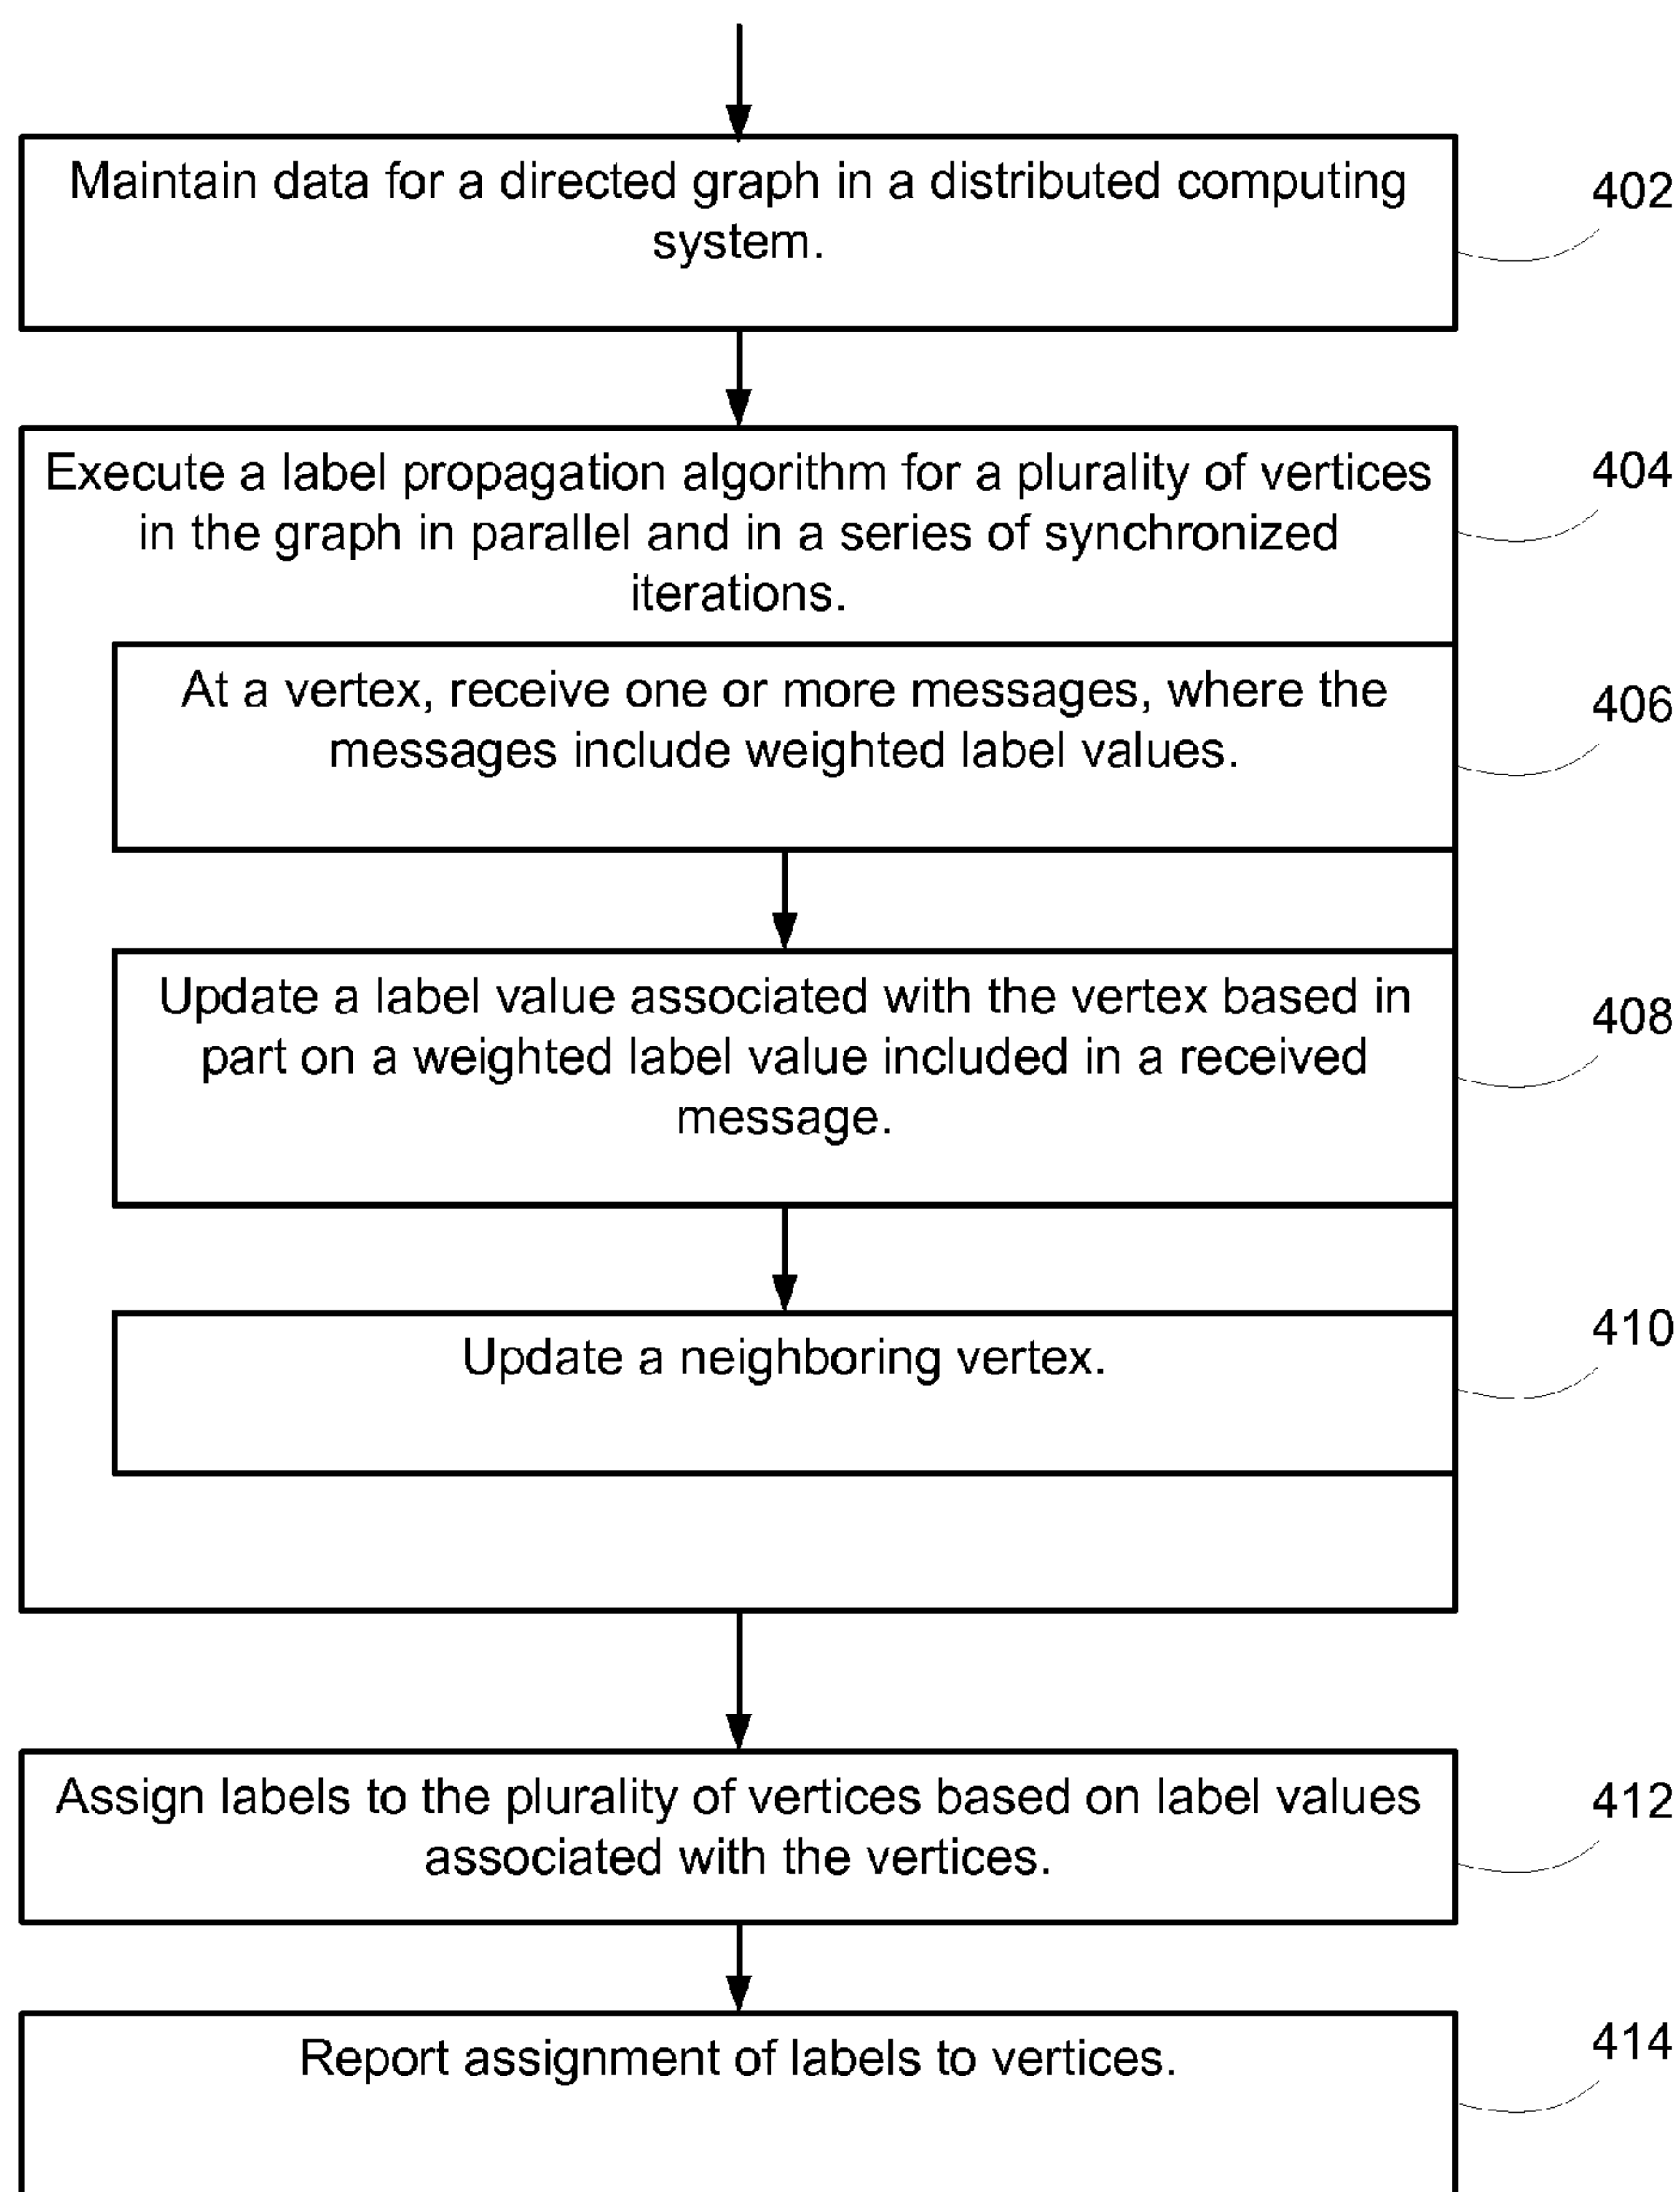 Maintain data for a directed graph in a distributed computing
system.
402
Execute a label propagation algorithm for a plurality of vertices
in the graph in parallel and in a series of synchronized
iterations.
404
At a vertex, receive one or more messages, where the
messages include weighted label values.
406
Update a label value associated with the vertex based in
part on a weighted label value included in a received
message.
408
Update a neighboring vertex.
410
Assign labels to the plurality of vertices based on label values
associated with the vertices.
412
Report assignment of labels to vertices.
414